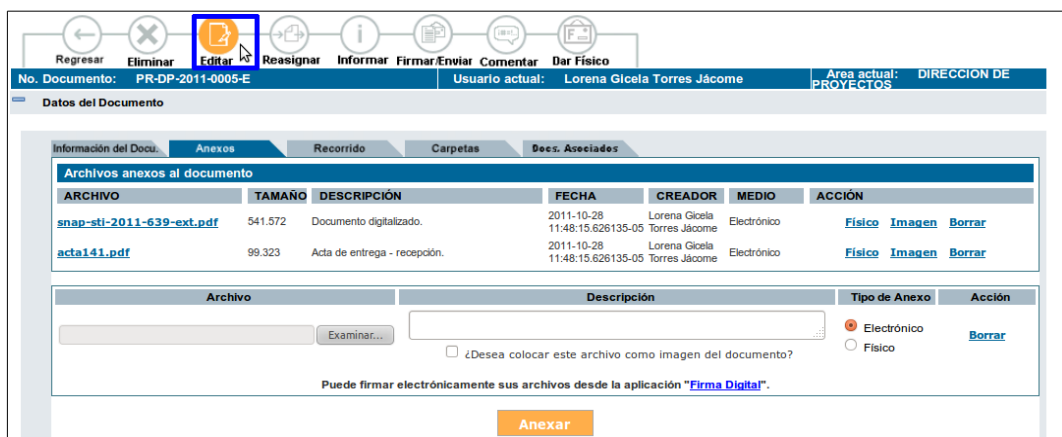 Regresar Eliminar Editar Reasignar Informar Firmar/Enviar Comentar Dar Físico
No. Documento: PR-DP-2011-0005-E Usuario actual: Lorena Gicela Torres Jácome Area actual: DIRECCION DE
PROYECTOS
Datos del Documento
Información del Docu. Anexos Recorrido Carpetas Docs. Asociados
Archivos anexos al documento
ARCHIVO TAMAÑO DESCRIPCIÓN FECHA CREADOR MEDIO ACCIÓN
snap-sti-2011-639-ext.pdf 541.572 Documento digitalizado. 2011-10-28 Lorena Gicela Electrónico Físico Imagen Borrar
11:48:15.626135-05 Torres Jácome
acta141.pdf 99.323 Acta de entrega - recepción. 2011-10-28 Lorena Gicela Electrónico Físico Imagen Borrar
11:48:15.626135-05 Torres Jácome
Archivo Descripción Tipo de Anexo Acción
Examinar... Electrónico Borrar
Físico
¿Desea colocar este archivo como imagen del documento?
Puede firmar electrónicamente sus archivos desde la aplicación "Firma Digital".
Anexar